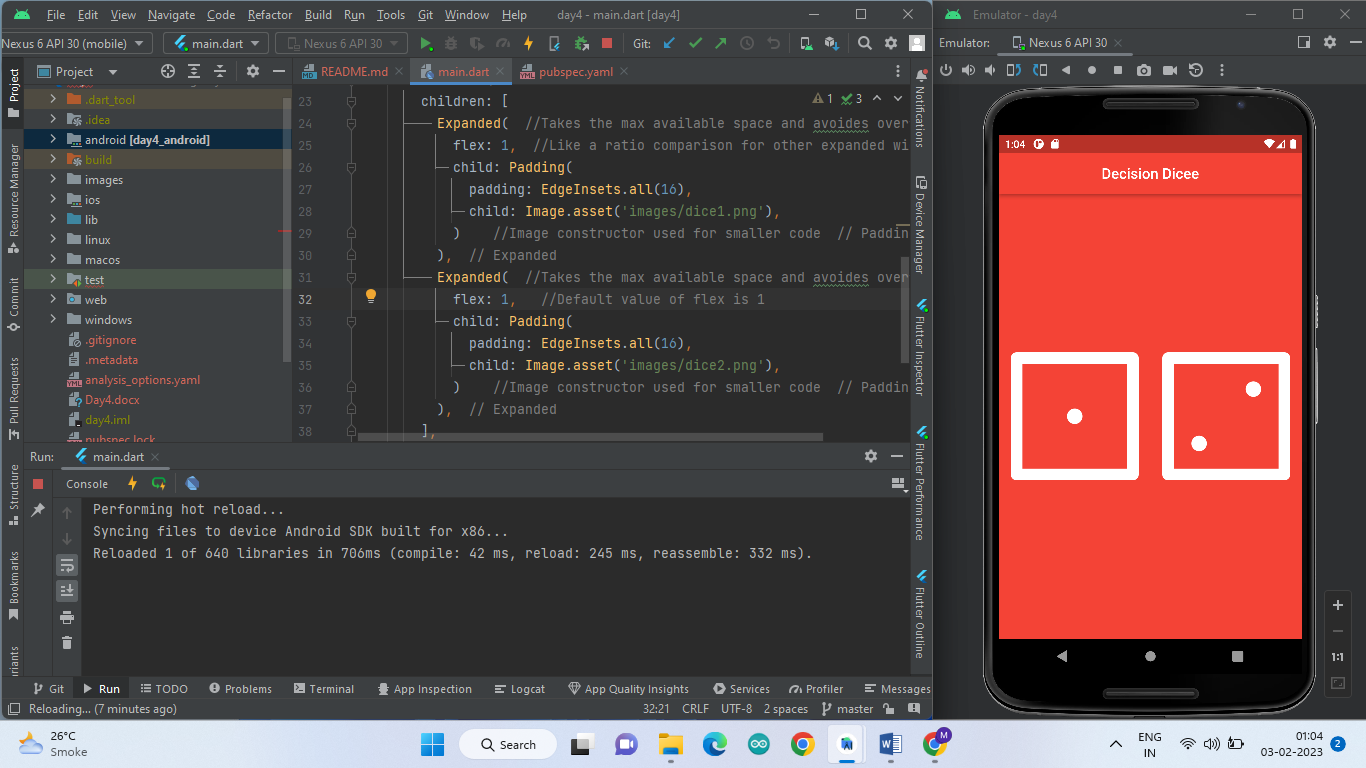 File Edit View Navigate Code Refactor Build Run Tools Git Window Help day4 - main.dart [day4]
Nexus 6 API 30 (mobile) main.dart Nexus 6 API 30 Git:
Project README.md main.dart pubspec.yaml
.dart_tool
.idea
android [day4_android]
build
images
ios
lib
linux
macos
test
web
windows
.gitignore
.metadata
analysis_options.yaml
Day4.docx
day4.iml
pubspec.lock
Project
Resource Manager
Commit
Pull Requests
Structure
Bookmarks
1 3
23 children: [
24 Expanded( //Takes the max available space and avoides over
25 flex: 1, //Like a ratio comparison for other expanded wi
26 child: Padding(
27 padding: EdgeInsets.all(16),
28 child: Image.asset('images/dice1.png'),
29 ) //Image constructor used for smaller code // Paddin
30 ), // Expanded
31 Expanded( //Takes the max available space and avoides over
32 flex: 1, //Default value of flex is 1
33 child: Padding(
34 padding: EdgeInsets.all(16),
35 child: Image.asset('images/dice2.png'),
36 ) //Image constructor used for smaller code // Paddin
37 ), // Expanded
38 ],
Notifications
Device Manager
Flutter Inspector
Flutter Performance
Flutter Outline
Run: main.dart
Console
Performing hot reload...
Syncing files to device Android SDK built for x86...
Reloaded 1 of 640 libraries in 706ms (compile: 42 ms, reload: 245 ms, reassemble: 332 ms).
Git Run TODO Problems Terminal App Inspection Logcat App Quality Insights Services Profiler Messages
Reloading... (7 minutes ago) 32:21 CRLF UTF-8 2 spaces master
Emulator - day4
Emulator: Nexus 6 API 30
1:04
Decision Dicee
1:1
26°C
Smoke
Search
M
ENG
IN
01:04
03-02-2023
2